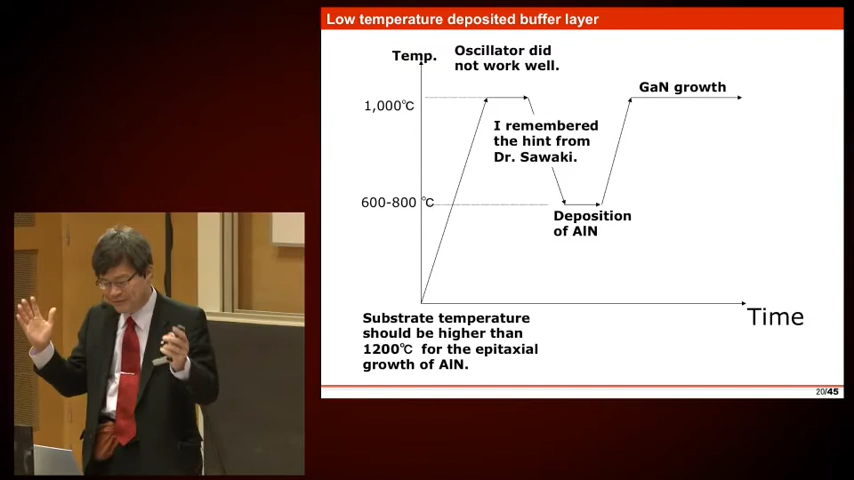 Low temperature deposited buffer layer
Temp.
Oscillator did
not work well.
GaN growth
1,000℃
I remembered
the hint from
Dr. Sawaki.
600-800 ℃
Deposition
of AlN
Time
Substrate temperature
should be higher than
1200℃ for the epitaxial
growth of AlN.
20/45